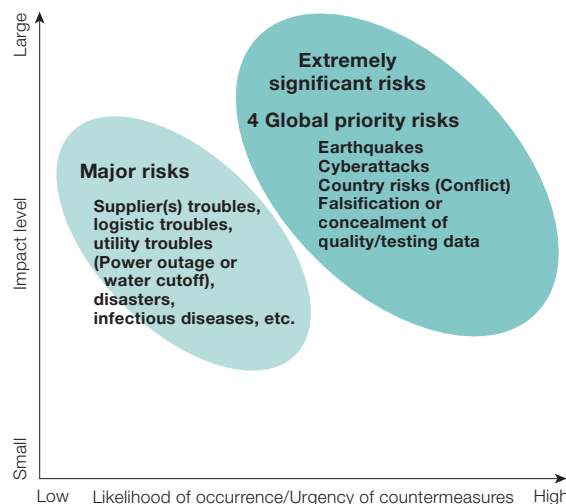 Large
Impact level
Small
Extremely
significant risks
4 Global priority risks
Earthquakes
Cyberattacks
Country risks (Conflict)
Falsification or
concealment of
quality/testing data
Major risks
Supplier(s) troubles,
logistic troubles,
utility troubles
(Power outage or
water cutoff),
disasters,
infectious diseases, etc.
Low
Likelihood of occurrence/Urgency of countermeasures
High